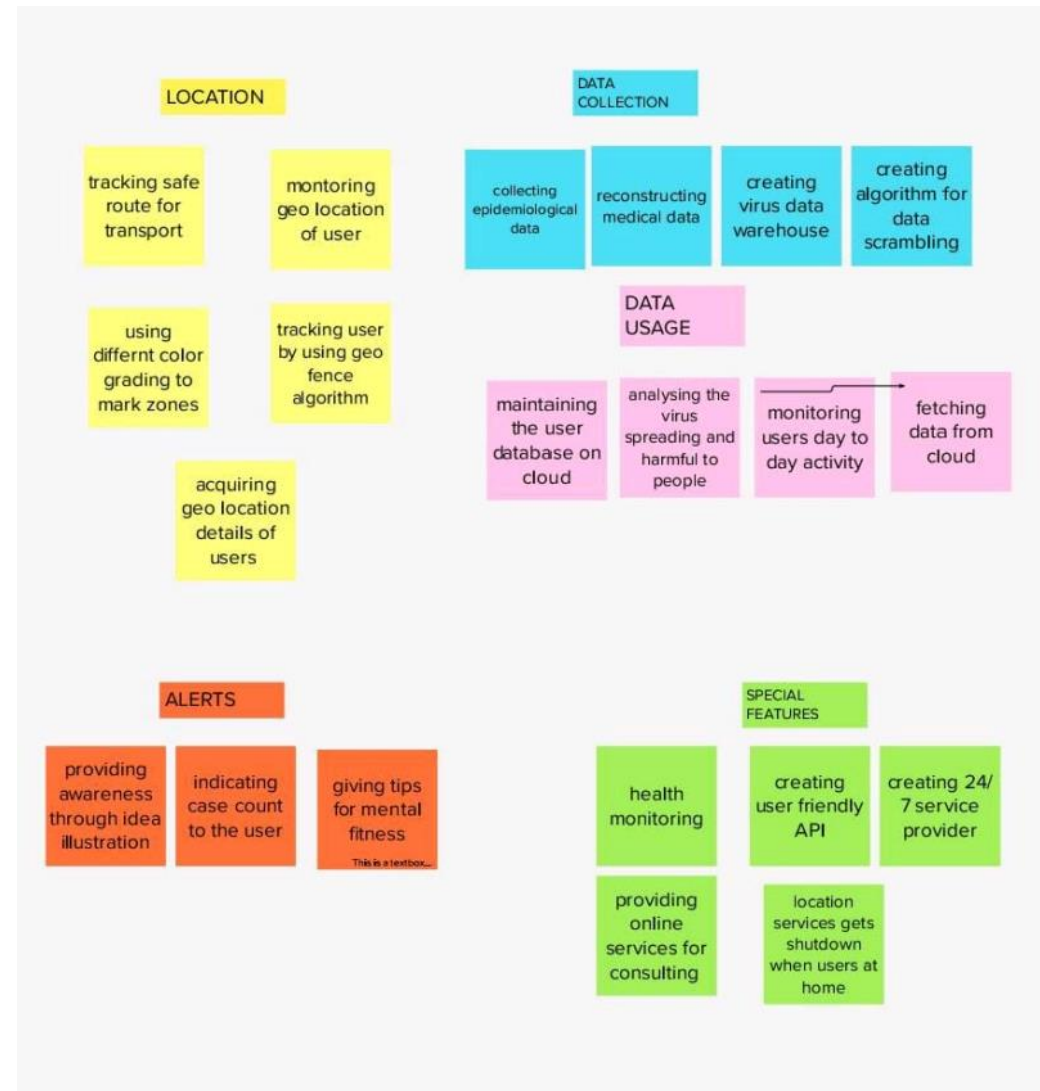 LOCATION
tracking safe
route for
transport
montoring
geo location
of user
using
differnt color
grading to
mark zones
tracking user
by using geo
fence
algorithm
acquiring
geo location
details of
users
DATA
COLLECTION
collecting
epidemiological
data
reconstructing
medical data
creating
virus data
warehouse
creating
algorithm for
data
scrambling
DATA
USAGE
maintaining
the user
database on
cloud
analysing the
virus
spreading and
harmful to
people
monitoring
users day to
day activity
fetching
data from
cloud
ALERTS
providing
awareness
through idea
illustration
indicating
case count
to the user
giving tips
for mental
fitness
This is a textbox...
SPECIAL
FEATURES
health
monitoring
creating
user friendly
API
creating 24/
7 service
provider
providing
online
services for
consulting
location
services gets
shutdown
when users at
home